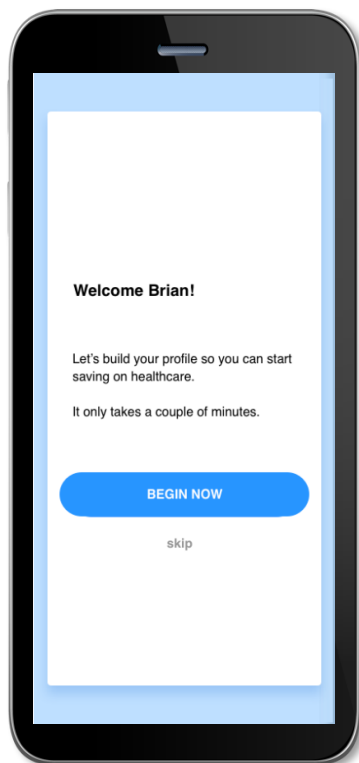 Welcome Brian!
Let's build your profile so you can start
saving on healthcare.
It only takes a couple of minutes.
BEGIN NOW
skip